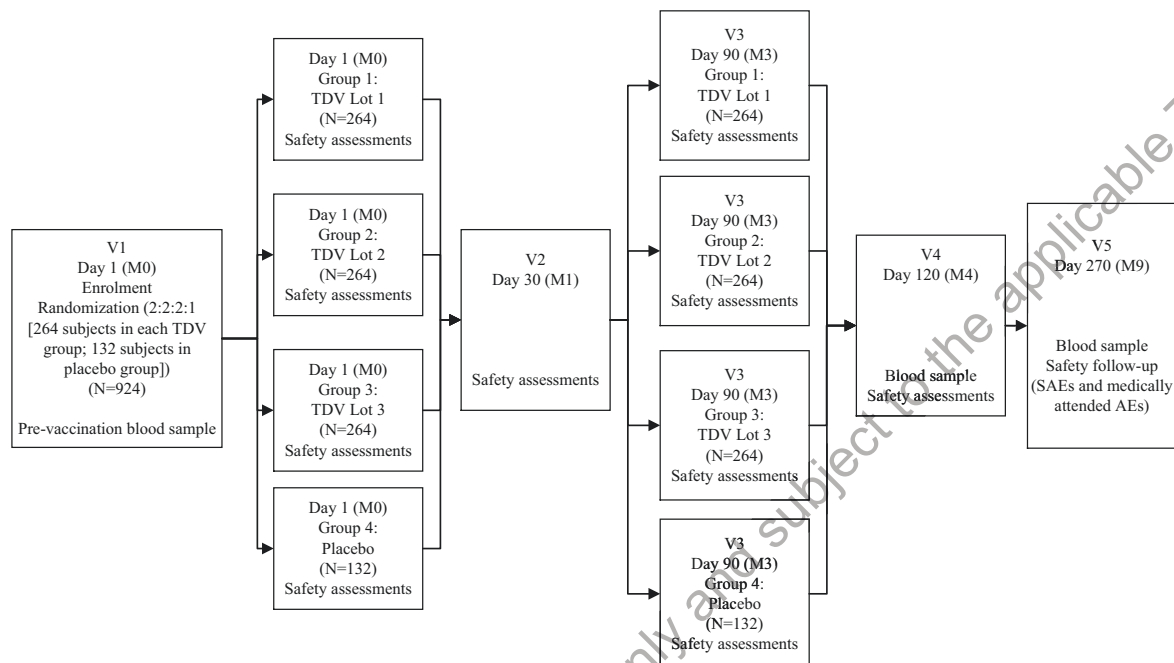 V1
Day 1 (M0)
Enrolment
Randomization (2:2:2:1
[264 subjects in each TDV
group; 132 subjects in
placebo group])
(N=924)
Pre-vaccination blood sample
Day 1 (M0)
Group 1:
TDV Lot 1
(N=264)
Safety assessments
Day 1 (M0)
Group 2:
TDV Lot 2
(N=264)
Safety assessments
Day 1 (M0)
Group 3:
TDV Lot 3
(N=264)
Safety assessments
Day 1 (M0)
Group 4:
Placebo
(N=132)
Safety assessments
V2
Day 30 (M1)
Safety assessments
V3
Day 90 (M3)
Group 1:
TDV Lot 1
(N=264)
Safety assessments
V3
Day 90 (M3)
Group 2:
TDV Lot 2
(N=264)
Safety assessments
V3
Day 90 (M3)
Group 3:
TDV Lot 3
(N=264)
Safety assessments
V3
Day 90 (M3)
Group 4:
Placebo
(N=132)
Safety assessments
V4
Day 120 (M4)
Blood sample
Safety assessments
V5
Day 270 (M9)
Blood sample
Safety follow-up
(SAEs and medically
attended AEs)
and subject to the applicable